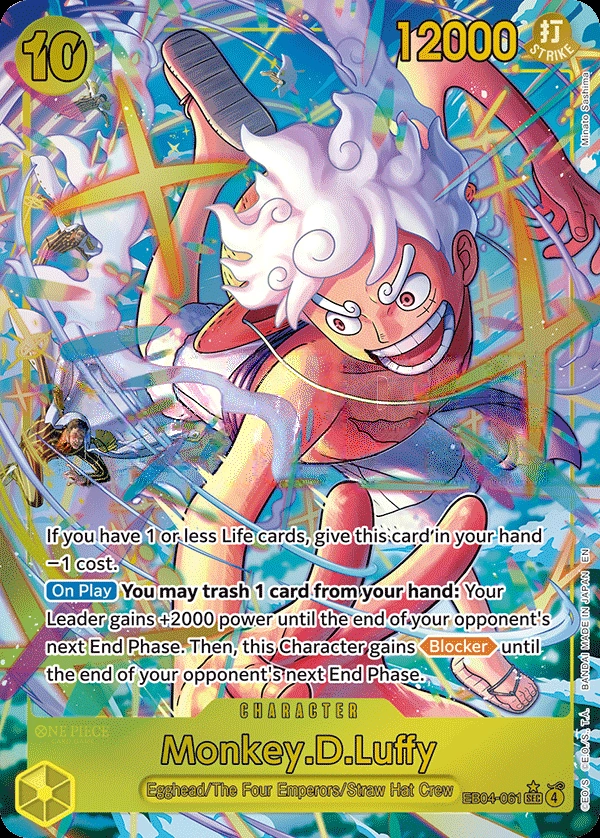 10
12000
打
STRIKE
Minato Sashima
If you have 1 or less Life cards, give this card in your hand
−1 cost.
On Play You may trash 1 card from your hand: Your
Leader gains +2000 power until the end of your opponent's
next End Phase. Then, this Character gains Blocker until
the end of your opponent's next End Phase.
BANDAI MADE IN JAPAN EN
©E.O./S. T.A.
CHARACTER
ONE PIECE
Monkey.D.Luffy
Egghead/The Four Emperors/Straw Hat Crew
EB04-061 SEC 4